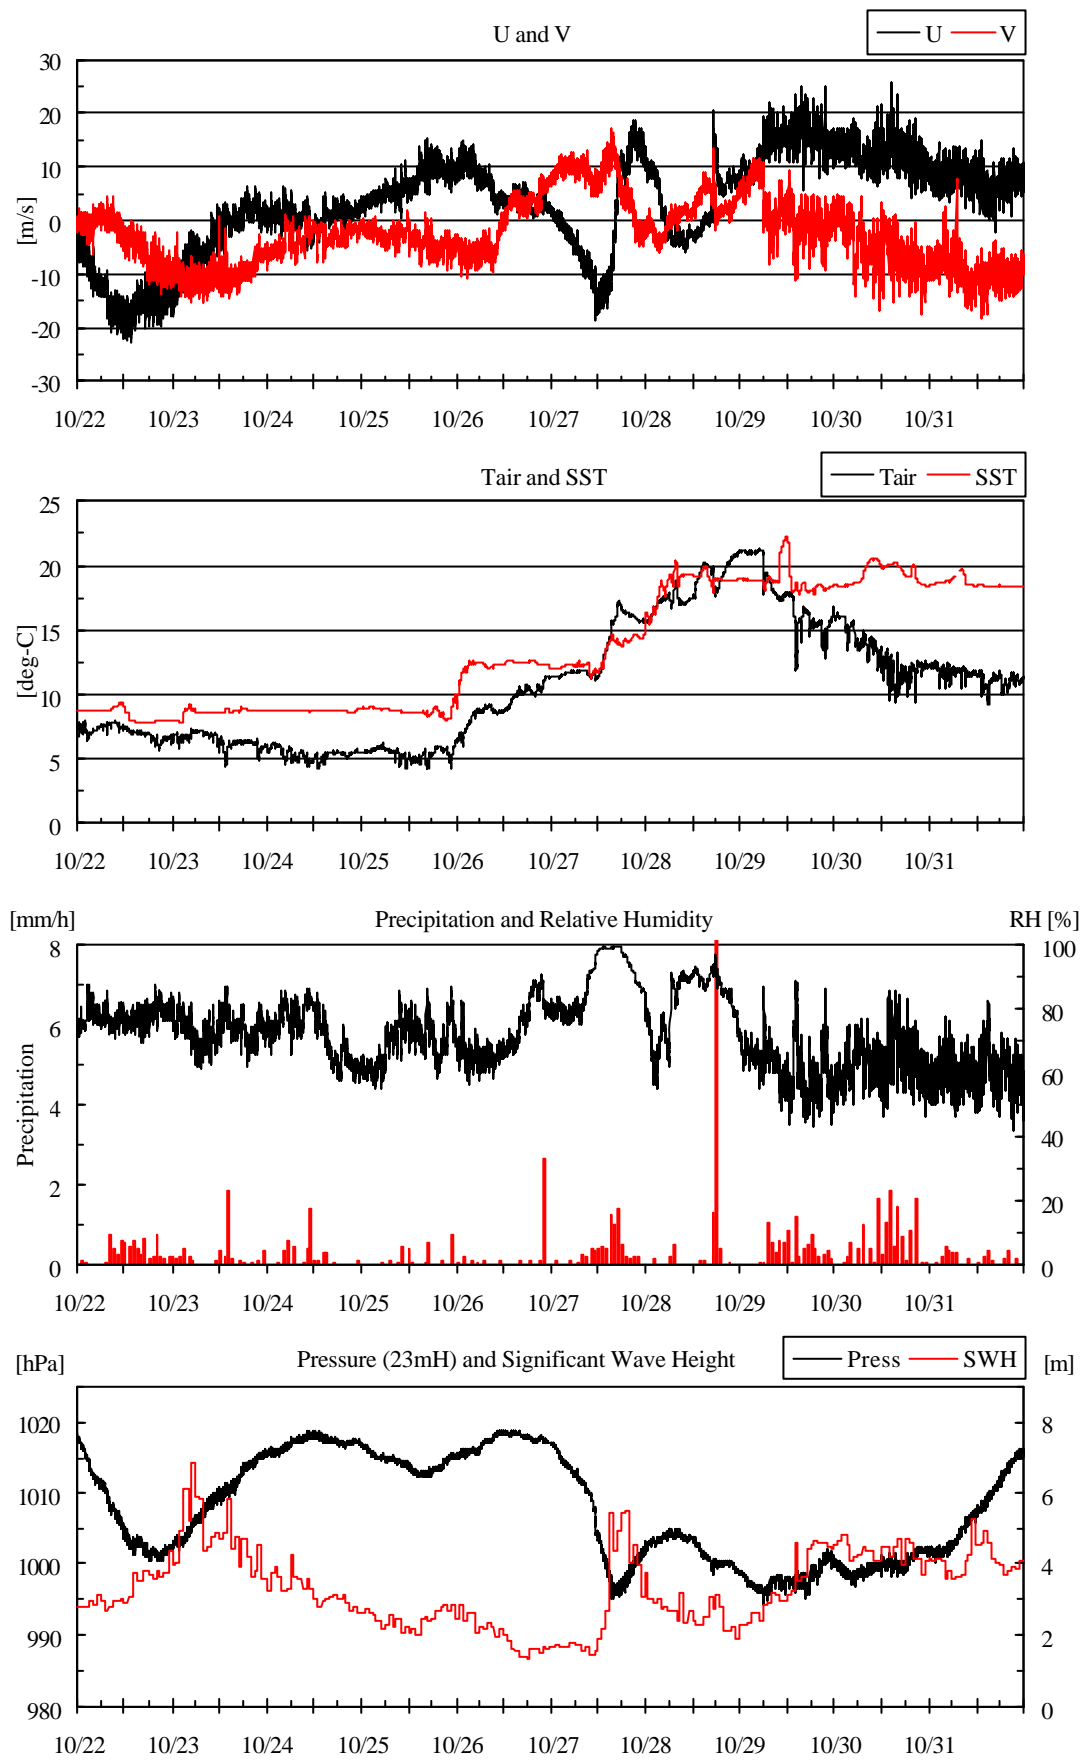 U and V
U V
30
20
10
0
-10
-20
-30
[m/s]
10/22 10/23 10/24 10/25 10/26 10/27 10/28 10/29 10/30 10/31
Tair and SST
Tair SST
25
20
15
10
5
0
[deg-C]
10/22 10/23 10/24 10/25 10/26 10/27 10/28 10/29 10/30 10/31
[mm/h] Precipitation and Relative Humidity RH [%]
8 100
6 80
60
4
40
2
20
0 0
Precipitation
10/22 10/23 10/24 10/25 10/26 10/27 10/28 10/29 10/30 10/31
[hPa] Pressure (23mH) and Significant Wave Height Press SWH [m]
1020 8
1010 6
1000 4
990 2
980 0
10/22 10/23 10/24 10/25 10/26 10/27 10/28 10/29 10/30 10/31